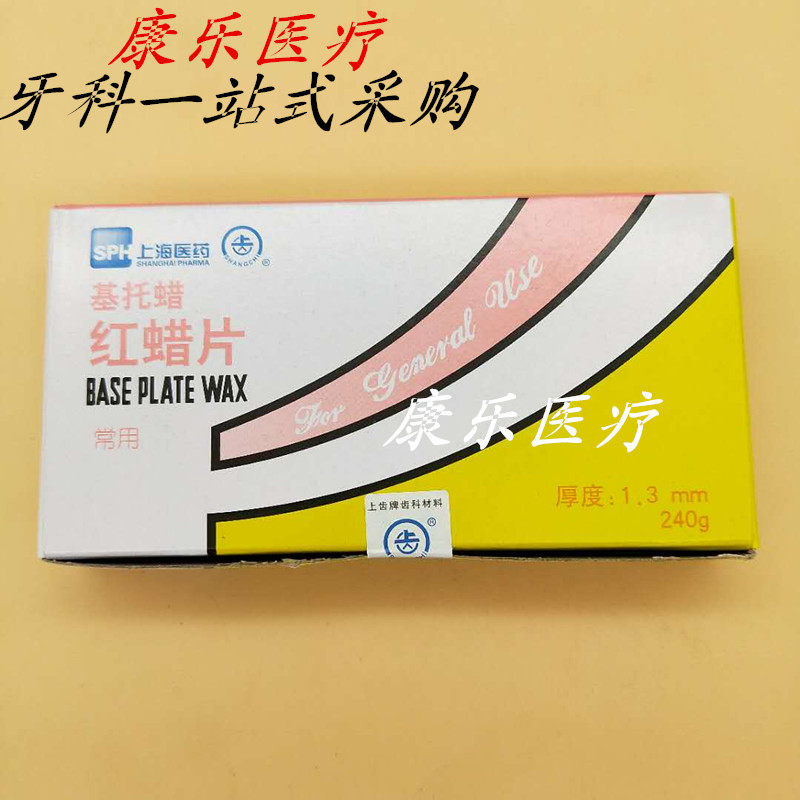 康乐医疗
牙科一站式采购
SPH 上海医药
SHANGHAI PHARMA
齿
SHANGCHI
®
基托蜡
红蜡片
BASE PLATE WAX
常用
For General Use
康乐医疗
厚度: 1.3 mm
240g
上齿牌齿科材料
齿
®